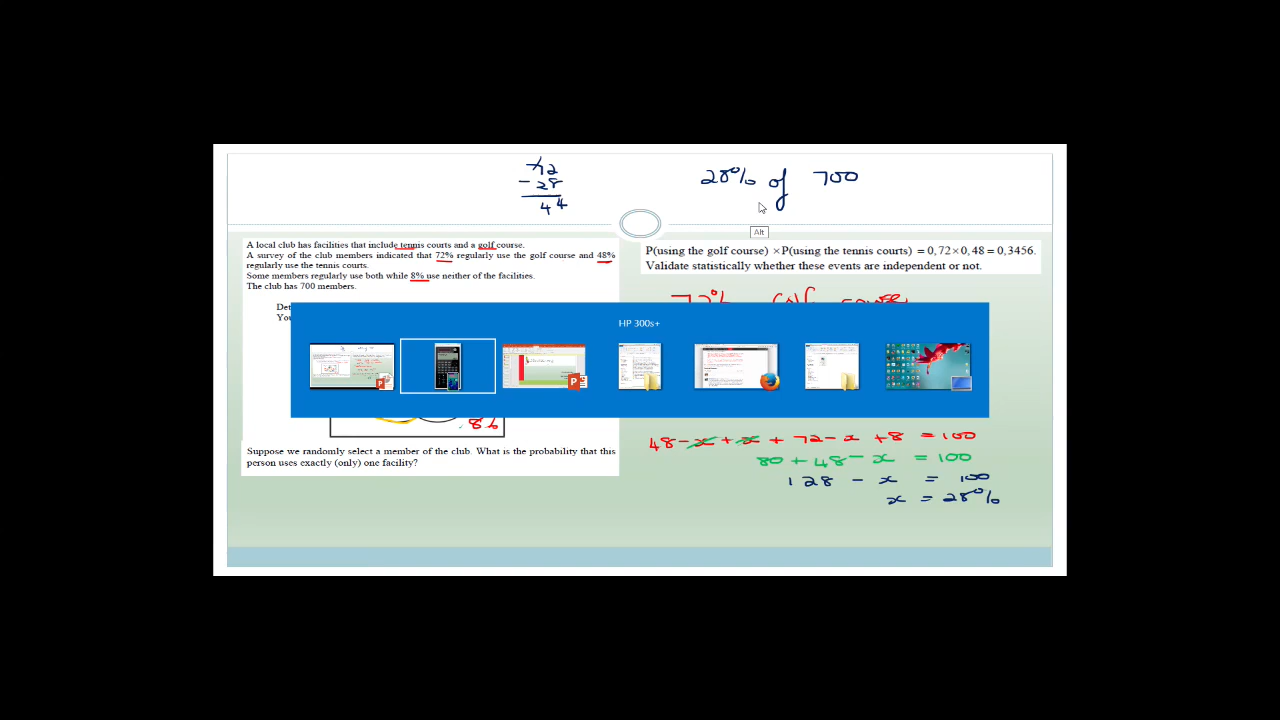 72
- 28
44
28% of 700
Alt
A local club has facilities that include tennis courts and a golf course.
A survey of the club members indicated that 72% regularly use the golf course and 48%
regularly use the tennis courts.
Some members regularly use both while 8% use neither of the facilities.
The club has 700 members.
P(using the golf course) ×P(using the tennis courts) = 0,72×0,48=0,3456.
Validate statistically whether these events are independent or not.
72% golf course
HP 300s+
8%
48 - x + x + 72 - x + 8 = 100
80 + 48 - x = 100
128 - x = 100
x = 28%
Suppose we randomly select a member of the club. What is the probability that this
person uses exactly (only) one facility?